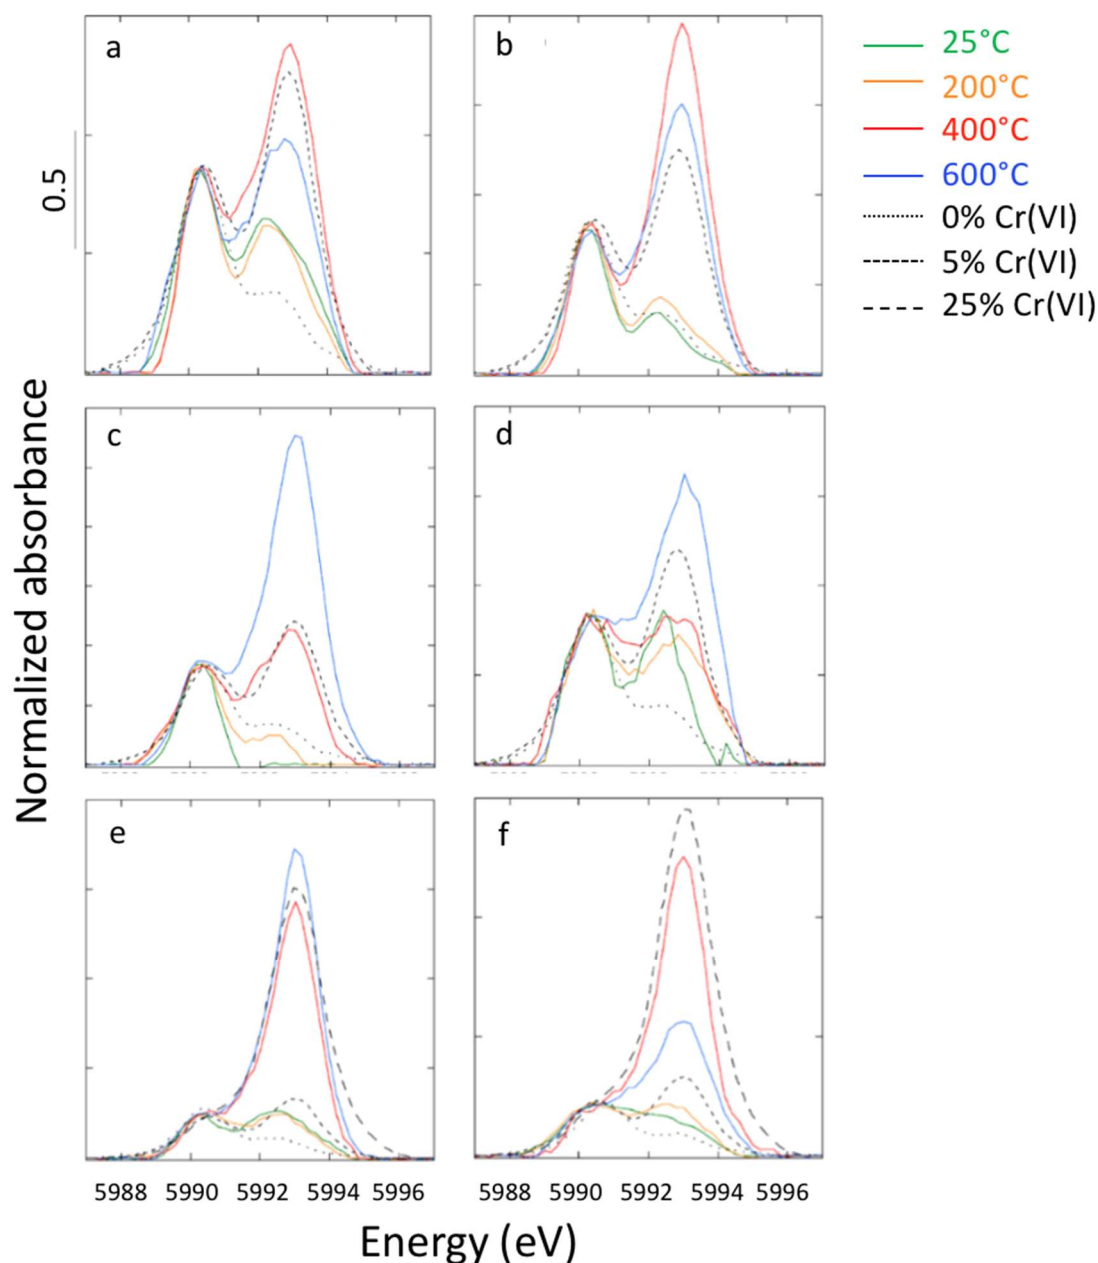 a
b
25°C
200°C
400°C
600°C
0% Cr(VI)
5% Cr(VI)
25% Cr(VI)
0.5
c
d
Normalized absorbance
e
f
5988 5990 5992 5994 5996
5988 5990 5992 5994 5996
Energy (eV)